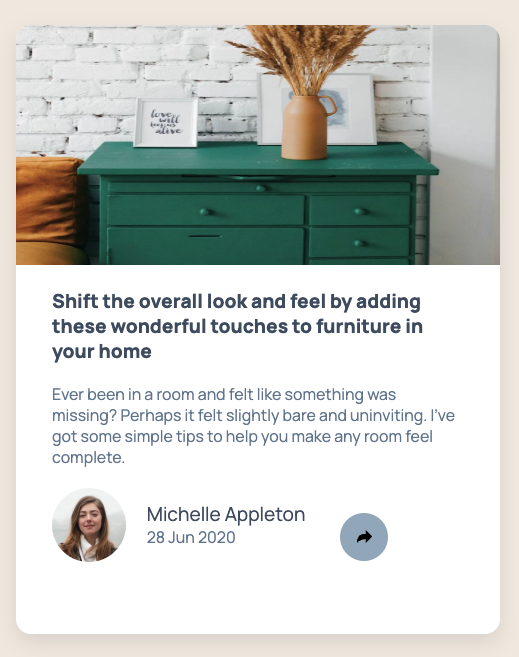 love
will
keep us
alive
Shift the overall look and feel by adding
these wonderful touches to furniture in
your home
Ever been in a room and felt like something was
missing? Perhaps it felt slightly bare and uninviting. I've
got some simple tips to help you make any room feel
complete.
Michelle Appleton
28 Jun 2020